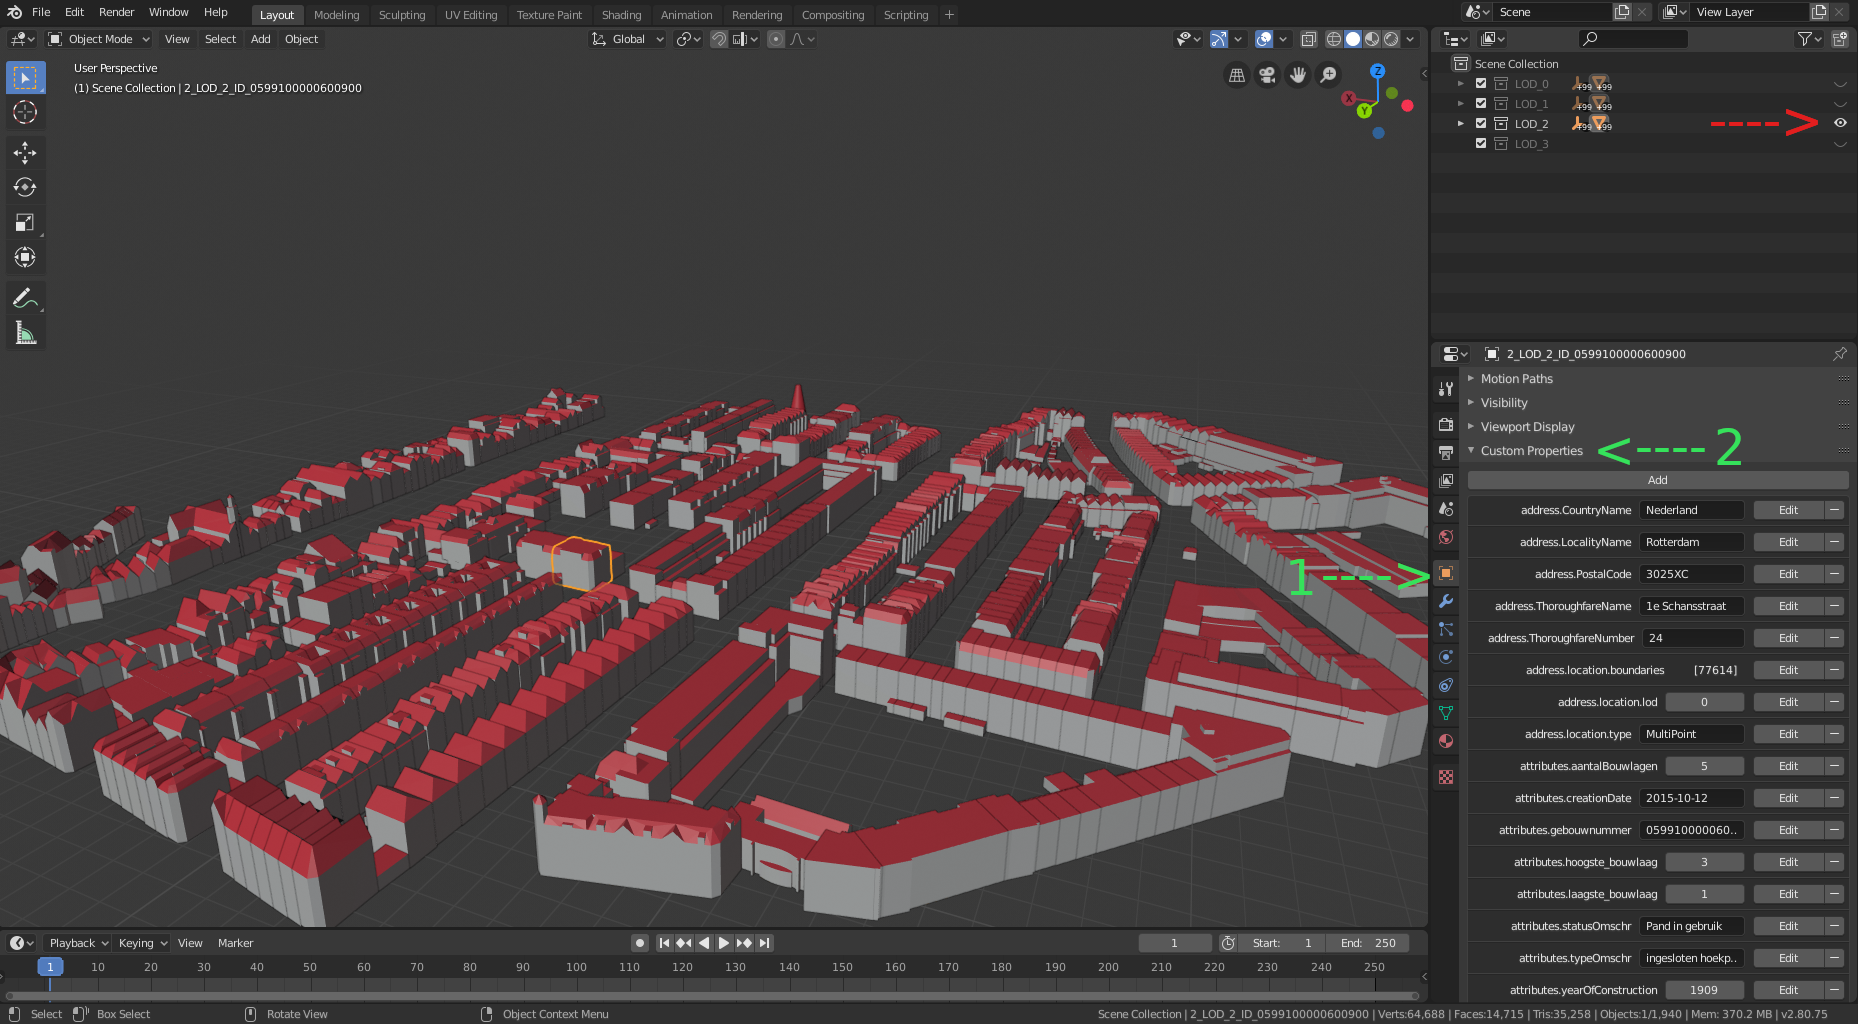 File Edit Render Window Help Layout Modeling Sculpting UV Editing Texture Paint Shading Animation Rendering Compositing Scripting + Scene View Layer
Object Mode View Select Add Object Global
User Perspective
(1) Scene Collection | 2_LOD_2_ID_0599100000600900
Z
X
Y
Scene Collection
LOD_0 +99 +99
LOD_1 +99 +99
LOD_2 +99 +99 ---->
LOD_3
2_LOD_2_ID_0599100000600900
Motion Paths
Visibility
Viewport Display
Custom Properties <---- 2
Add
address.CountryName Nederland Edit
address.LocalityName Rotterdam Edit
address.PostalCode 3025XC Edit
1 ---->
address.ThoroughfareName 1e Schansstraat Edit
address.ThoroughfareNumber 24 Edit
address.location.boundaries [77614] Edit
address.location.lod 0 Edit
address.location.type MultiPoint Edit
attributes.aantalBouwlagen 5 Edit
attributes.creationDate 2015-10-12 Edit
attributes.gebouwnummer 059910000060.. Edit
attributes.hoogste_bouwlaag 3 Edit
attributes.laagste_bouwlaag 1 Edit
attributes.statusOmschr Pand in gebruik Edit
attributes.typeOmschr ingesloten hoekp.. Edit
attributes.yearOfConstruction 1909 Edit
Playback Keying View Marker 1 Start: 1 End: 250
1 10 20 30 40 50 60 70 80 90 100 110 120 130 140 150 160 170 180 190 200 210 220 230 240 250
Select Box Select Rotate View Object Context Menu Scene Collection | 2_LOD_2_ID_0599100000600900 | Verts:64,688 | Faces:14,715 | Tris:35,258 | Objects:1/1,940 | Mem: 370.2 MB | v2.80.75